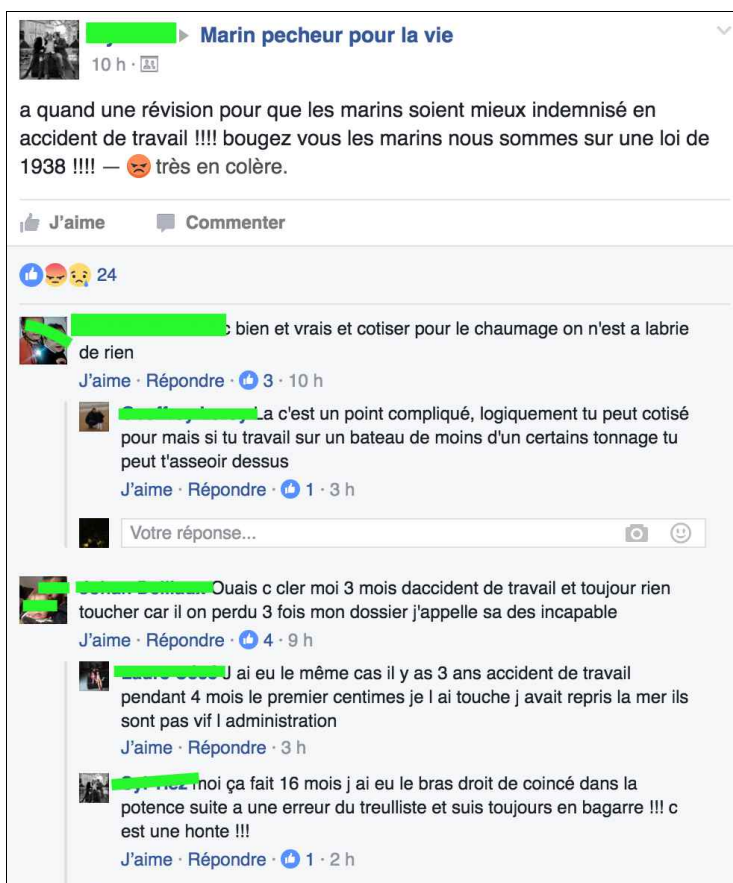 Marin pecheur pour la vie
10 h
a quand une révision pour que les marins soient mieux indemnisé en
accident de travail !!!! bougez vous les marins nous sommes sur une loi de
1938 !!!! — 😡 très en colère.
J'aime Commenter
24
c bien et vrais et cotiser pour le chaumage on n'est a labrie
de rien
J'aime · Répondre · 3 · 10 h
La c'est un point compliqué, logiquement tu peut cotisé
pour mais si tu travail sur un bateau de moins d'un certains tonnage tu
peut t'asseoir dessus
J'aime · Répondre · 1 · 3 h
Votre réponse...
Ouais c cler moi 3 mois daccident de travail et toujour rien
toucher car il on perdu 3 fois mon dossier j'appelle sa des incapable
J'aime · Répondre · 4 · 9 h
J ai eu le même cas il y as 3 ans accident de travail
pendant 4 mois le premier centimes je l ai touche j avait repris la mer ils
sont pas vif l administration
J'aime · Répondre · 3 h
moi ça fait 16 mois j ai eu le bras droit de coincé dans la
potence suite a une erreur du treulliste et suis toujours en bagarre !!! c
est une honte !!!
J'aime · Répondre · 1 · 2 h